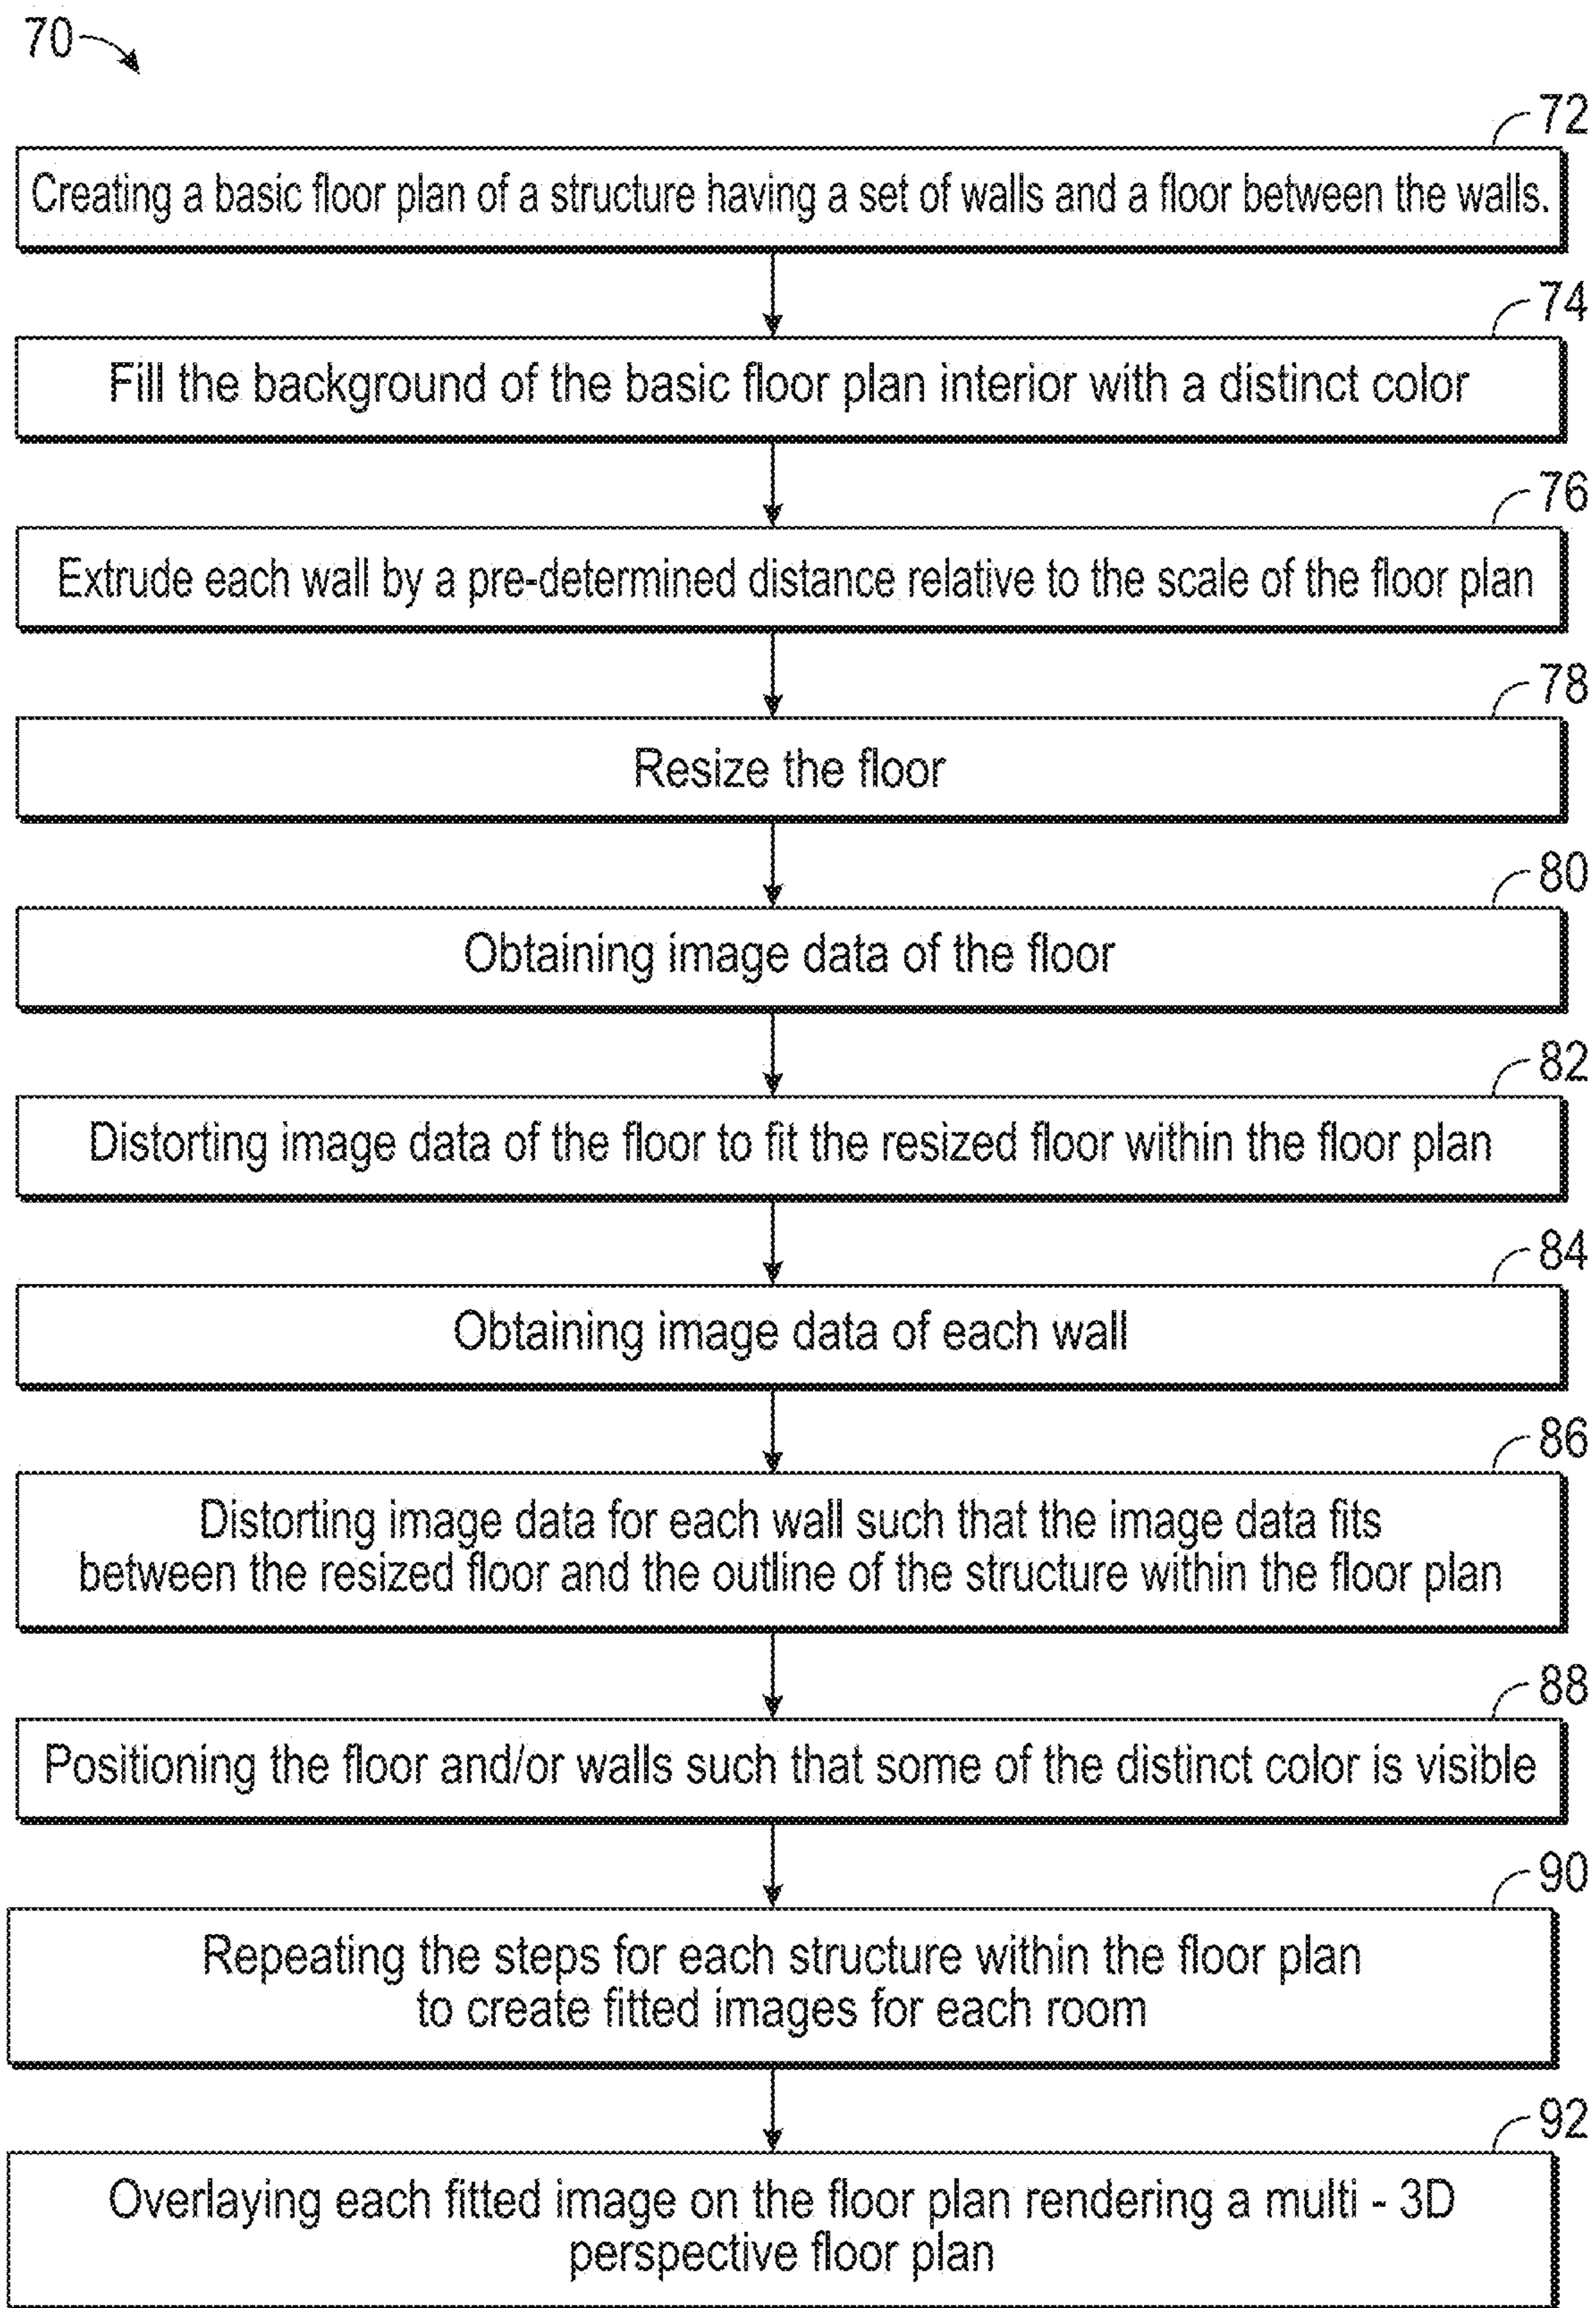 70
72
Creating a basic floor plan of a structure having a set of walls and a floor between the walls.
74
Fill the background of the basic floor plan interior with a distinct color
76
Extrude each wall by a pre-determined distance relative to the scale of the floor plan
78
Resize the floor
80
Obtaining image data of the floor
82
Distorting image data of the floor to fit the resized floor within the floor plan
84
Obtaining image data of each wall
86
Distorting image data for each wall such that the image data fits
between the resized floor and the outline of the structure within the floor plan
88
Positioning the floor and/or walls such that some of the distinct color is visible
90
Repeating the steps for each structure within the floor plan
to create fitted images for each room
92
Overlaying each fitted image on the floor plan rendering a multi - 3D
perspective floor plan